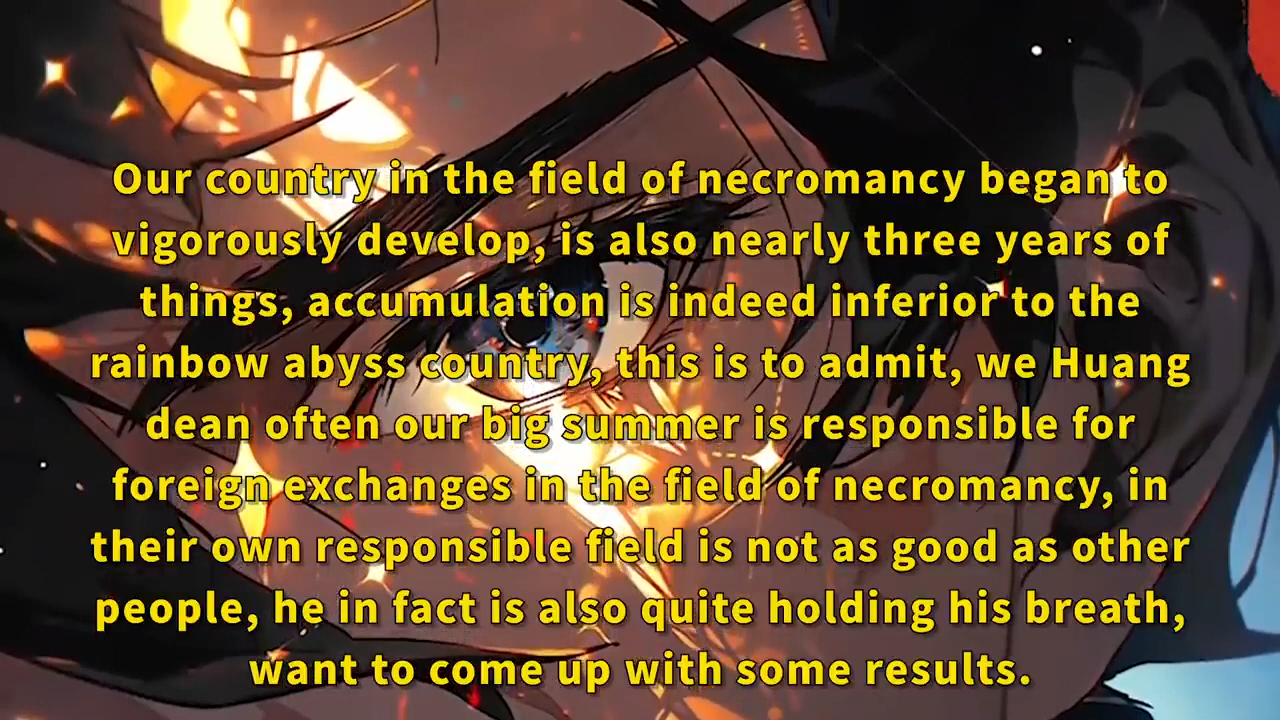 Our country in the field of necromancy began to
vigorously develop, is also nearly three years of
things, accumulation is indeed inferior to the
rainbow abyss country, this is to admit, we Huang
dean often our big summer is responsible for
foreign exchanges in the field of necromancy, in
their own responsible field is not as good as other
people, he in fact is also quite holding his breath,
want to come up with some results.